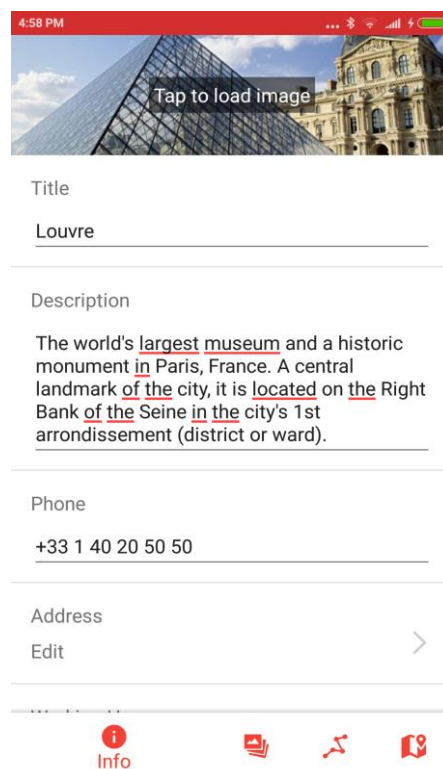 4:58 PM
Tap to load image
Title
Louvre
Description
The world's largest museum and a historic
monument in Paris, France. A central
landmark of the city, it is located on the Right
Bank of the Seine in the city's 1st
arrondissement (district or ward).
Phone
+33 1 40 20 50 50
Address
Edit
Info